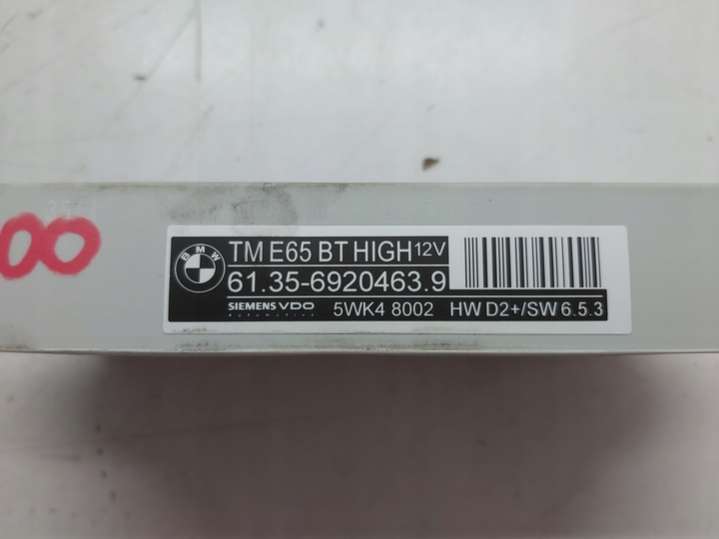 00
BMW
TM E65 BT HIGH 12V
61.35-6920463.9
SIEMENS VDO
Automotive
5WK4 8002 HW D2+/SW 6.5.3